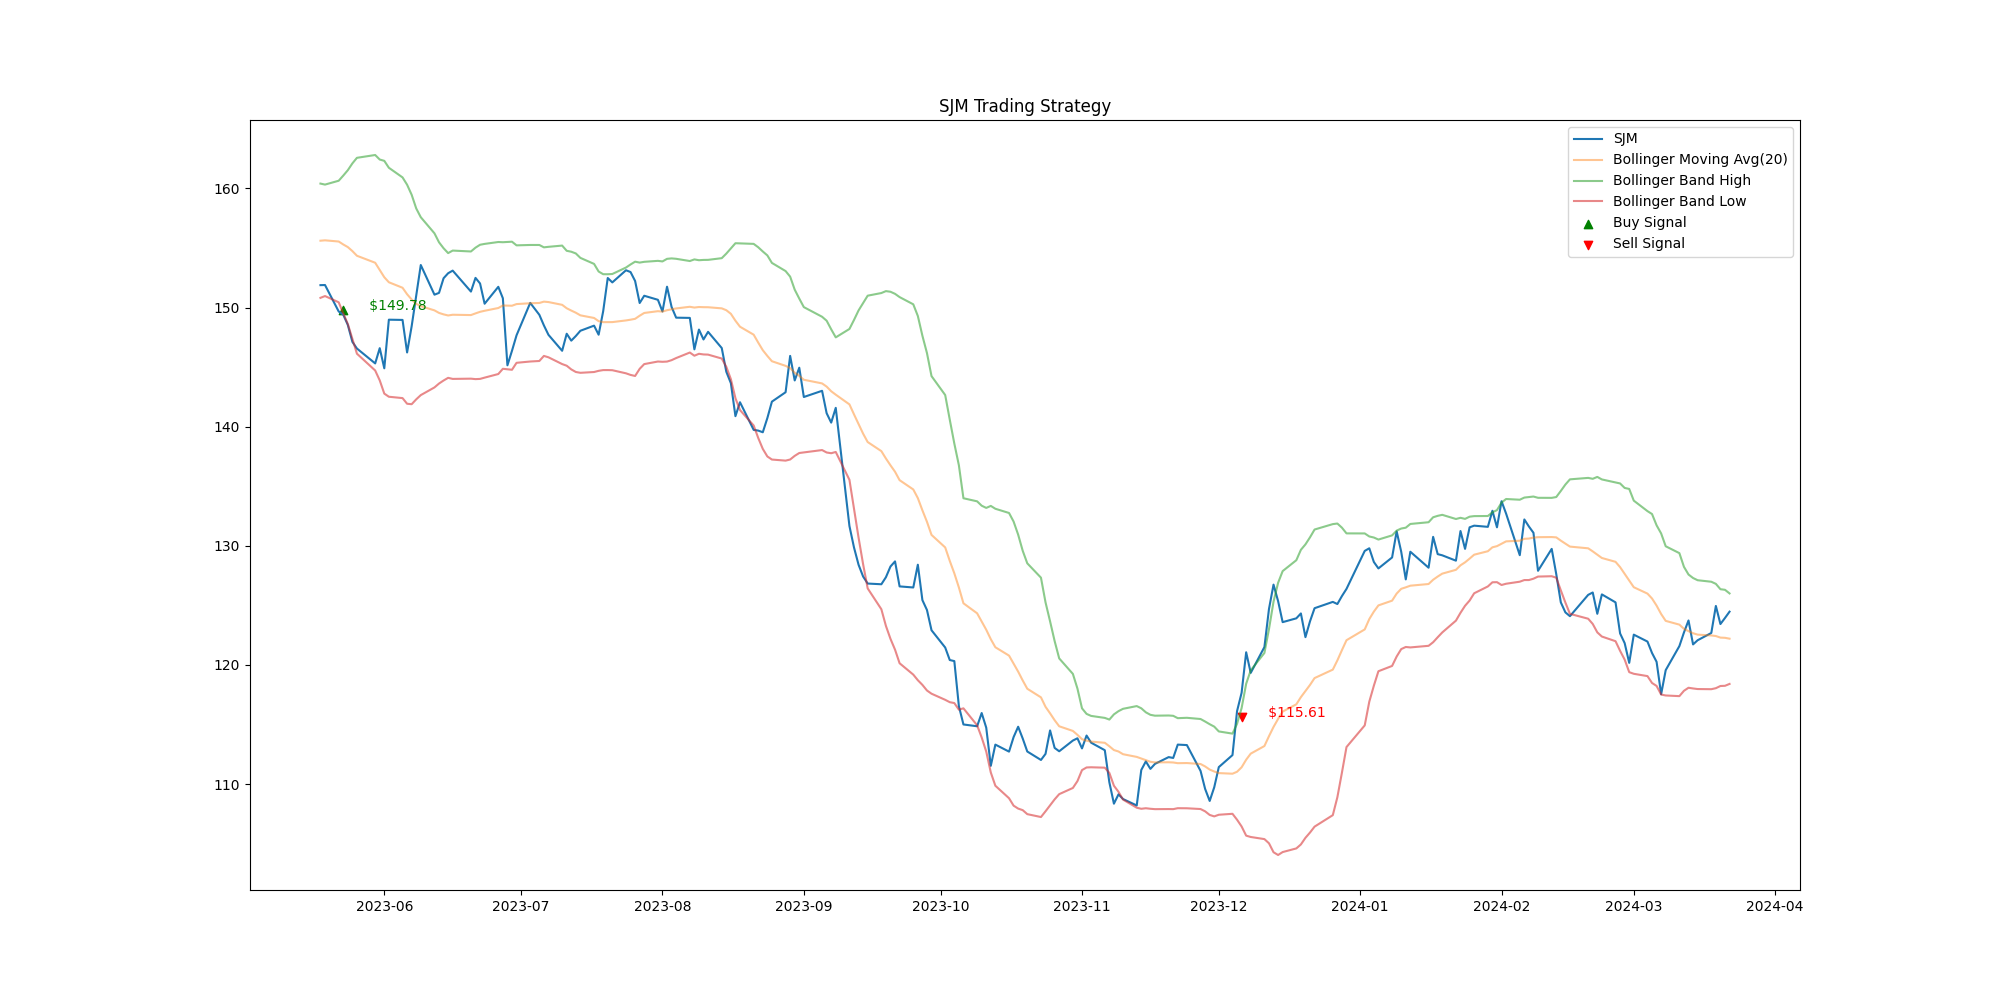 SJM Trading Strategy
SJM
Bollinger Moving Avg(20)
Bollinger Band High
Bollinger Band Low
Buy Signal
Sell Signal
160
150
140
130
120
110
$149.78
$115.61
2023-06 2023-07 2023-08 2023-09 2023-10 2023-11 2023-12 2024-01 2024-02 2024-03 2024-04